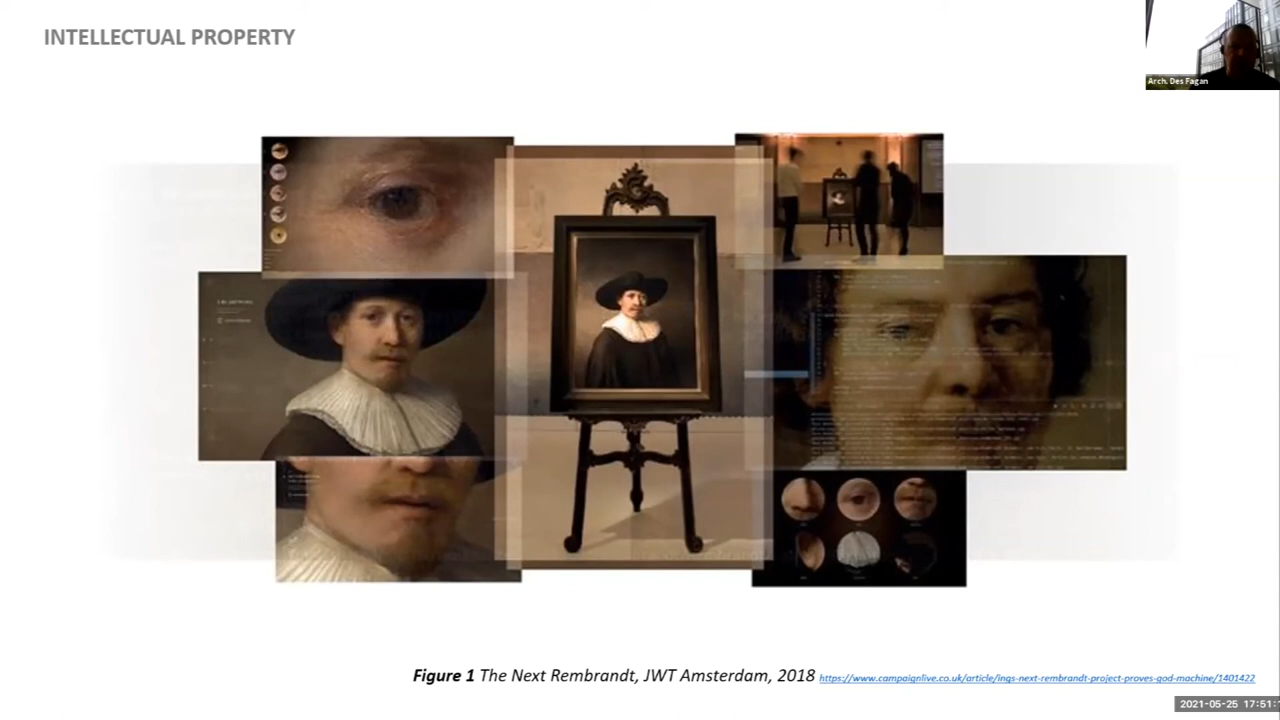 INTELLECTUAL PROPERTY
Arch. Des Fagan
Figure 1 The Next Rembrandt, JWT Amsterdam, 2018 https://www.campaignlive.co.uk/article/ings-next-rembrandt-project-proves-god-machine/1401422
2021-05-25 17:51: